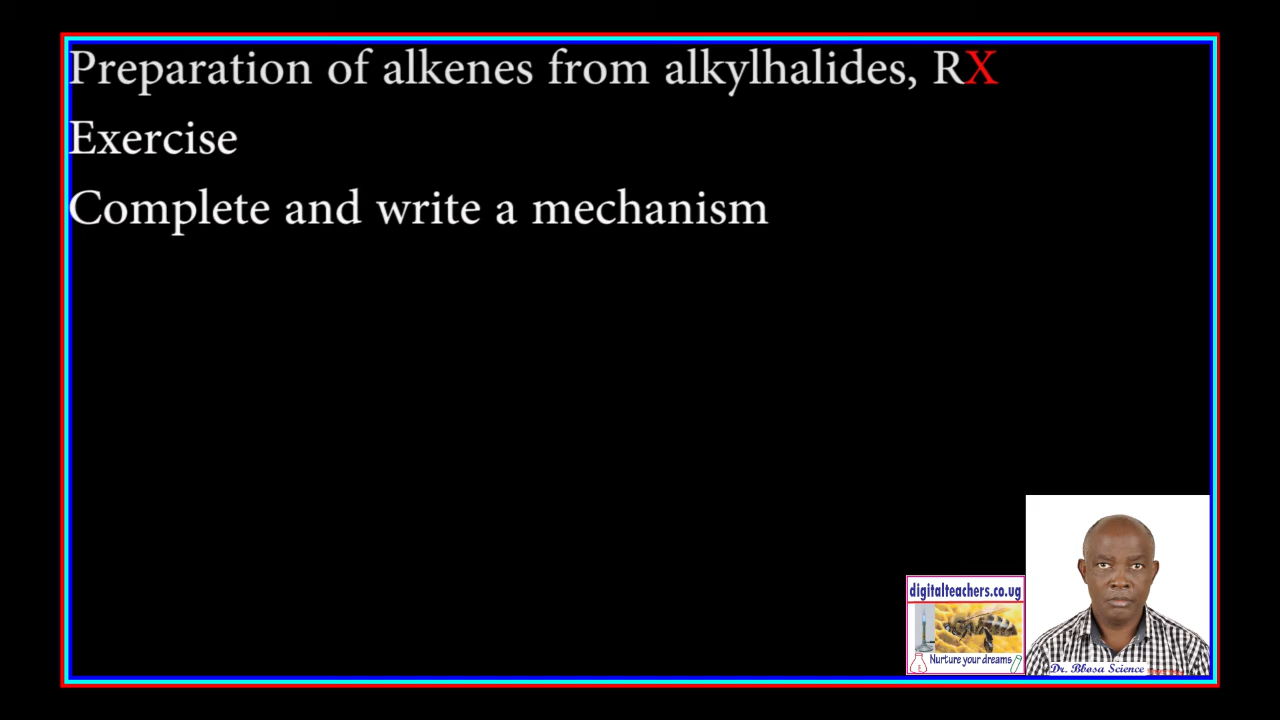 Preparation of alkenes from alkylhalides, RX
Exercise
Complete and write a mechanism
digitalteachers.co.ug
Nurture your dreams
Dr. Bbosa Science